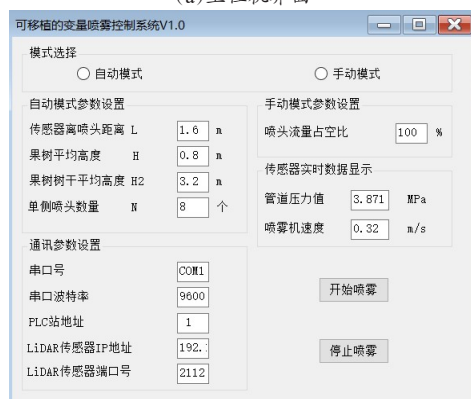 可移植的变量喷雾控制系统V1.0
模式选择
自动模式
手动模式
自动模式参数设置
传感器离喷头距离 L 1.6 m
果树平均高度 H 0.8 m
果树树干平均高度 H2 3.2 m
单侧喷头数量 N 8 个
手动模式参数设置
喷头流量占空比 100 %
传感器实时数据显示
管道压力值 3.871 MPa
喷雾机速度 0.32 m/s
通讯参数设置
串口号 COM1
串口波特率 9600
PLC站地址 1
LiDAR传感器IP地址 192.
LiDAR传感器端口号 2112
开始喷雾
停止喷雾